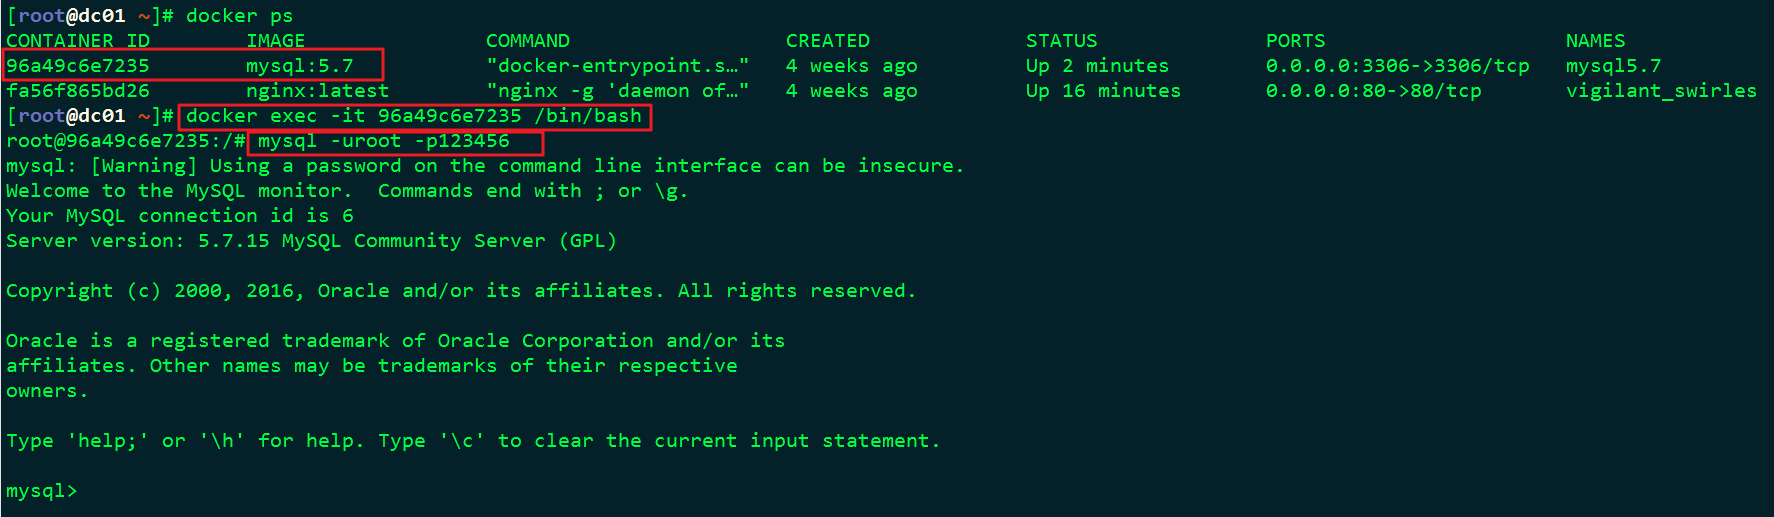 [root@dc01 ~]# docker ps
CONTAINER ID        IMAGE               COMMAND                  CREATED             STATUS              PORTS                    NAMES
96a49c6e7235        mysql:5.7           "docker-entrypoint.s…"   4 weeks ago         Up 2 minutes        0.0.0.0:3306->3306/tcp   mysql5.7
fa56f865bd26        nginx:latest        "nginx -g 'daemon of…"   4 weeks ago         Up 16 minutes       0.0.0.0:80->80/tcp       vigilant_swirles
[root@dc01 ~]# docker exec -it 96a49c6e7235 /bin/bash
root@96a49c6e7235:/# mysql -uroot -p123456
mysql: [Warning] Using a password on the command line interface can be insecure.
Welcome to the MySQL monitor.  Commands end with ; or \g.
Your MySQL connection id is 6
Server version: 5.7.15 MySQL Community Server (GPL)

Copyright (c) 2000, 2016, Oracle and/or its affiliates. All rights reserved.

Oracle is a registered trademark of Oracle Corporation and/or its
affiliates. Other names may be trademarks of their respective
owners.

Type 'help;' or '\h' for help. Type '\c' to clear the current input statement.

mysql>